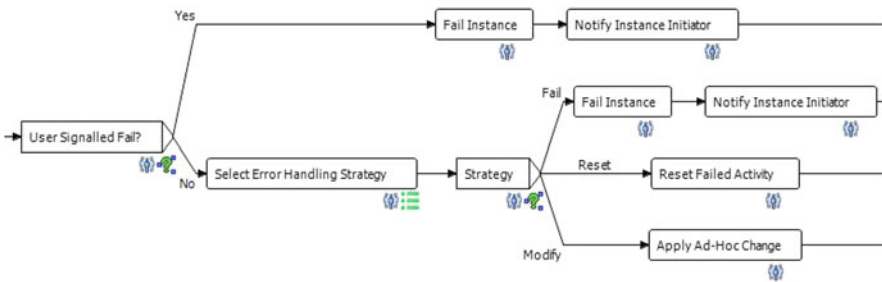 Yes
Fail Instance
Notify Instance Initiator
Fail
Fail Instance
Notify Instance Initiator
User Signalled Fail?
No
Select Error Handling Strategy
Strategy
Reset
Reset Failed Activity
Modify
Apply Ad-Hoc Change